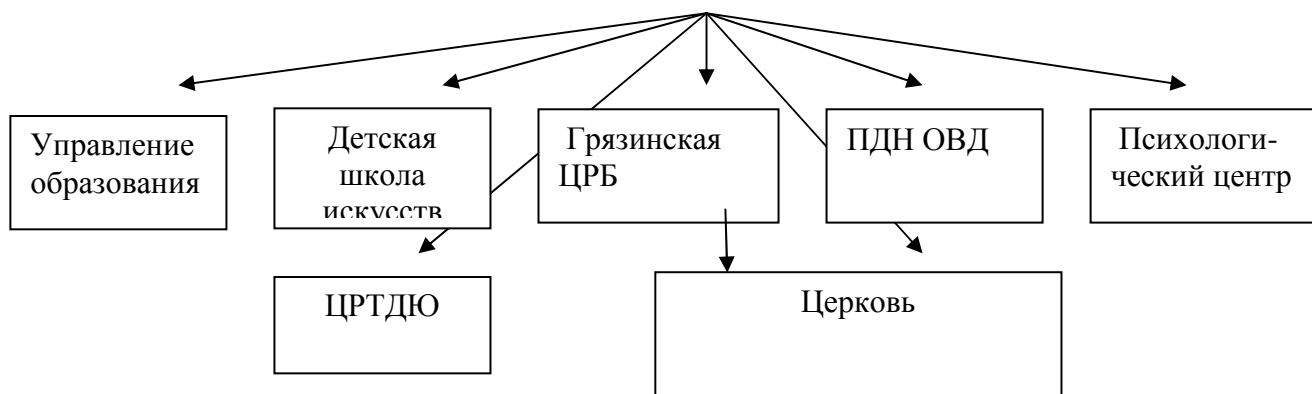 Управление
образования
Детская
школа
искусств
Грязинская
ЦРБ
ПДН ОВД
Психологи-
ческий центр
ЦРТДЮ
Церковь